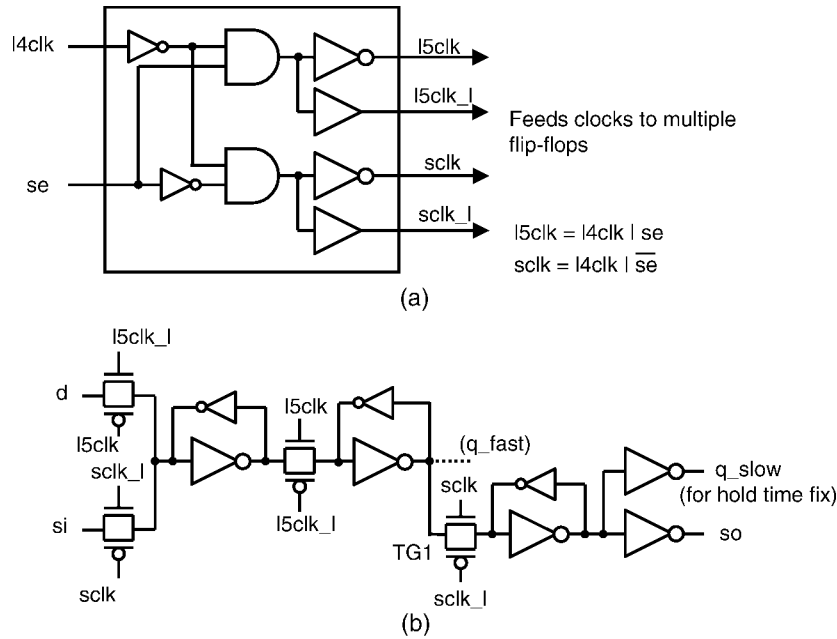 l4clk
l5clk
l5clk_l
Feeds clocks to multiple
flip-flops
se
sclk
sclk_l
l5clk = l4clk | se
sclk = l4clk | s̅e̅
(a)
l5clk_l
d
l5clk
l5clk
(q_fast)
sclk_l
l5clk_l
sclk
q_slow
(for hold time fix)
si
TG1
so
sclk
sclk_l
(b)